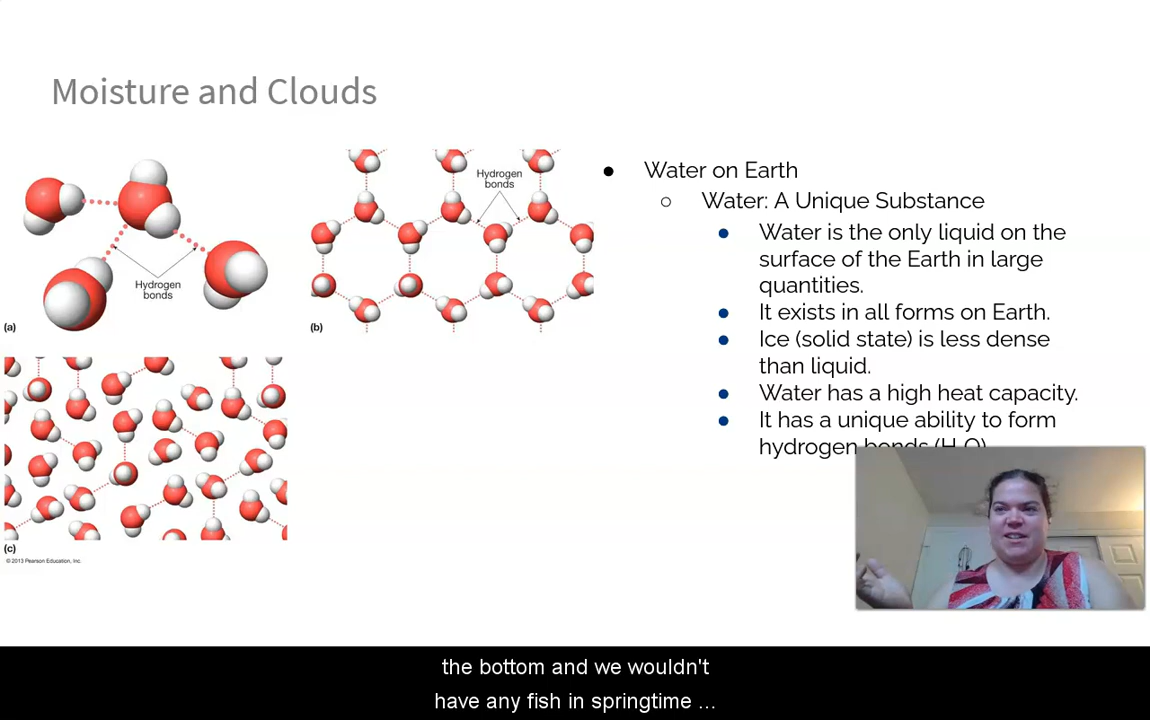 Moisture and Clouds
Hydrogen
bonds
(a)
Hydrogen
bonds
(b)
(c)
© 2013 Pearson Education, Inc.
● Water on Earth
○ Water: A Unique Substance
● Water is the only liquid on the
surface of the Earth in large
quantities.
● It exists in all forms on Earth.
● Ice (solid state) is less dense
than liquid.
● Water has a high heat capacity.
● It has a unique ability to form
hydrogen bonds (H₂O)
the bottom and we wouldn't
have any fish in springtime ...